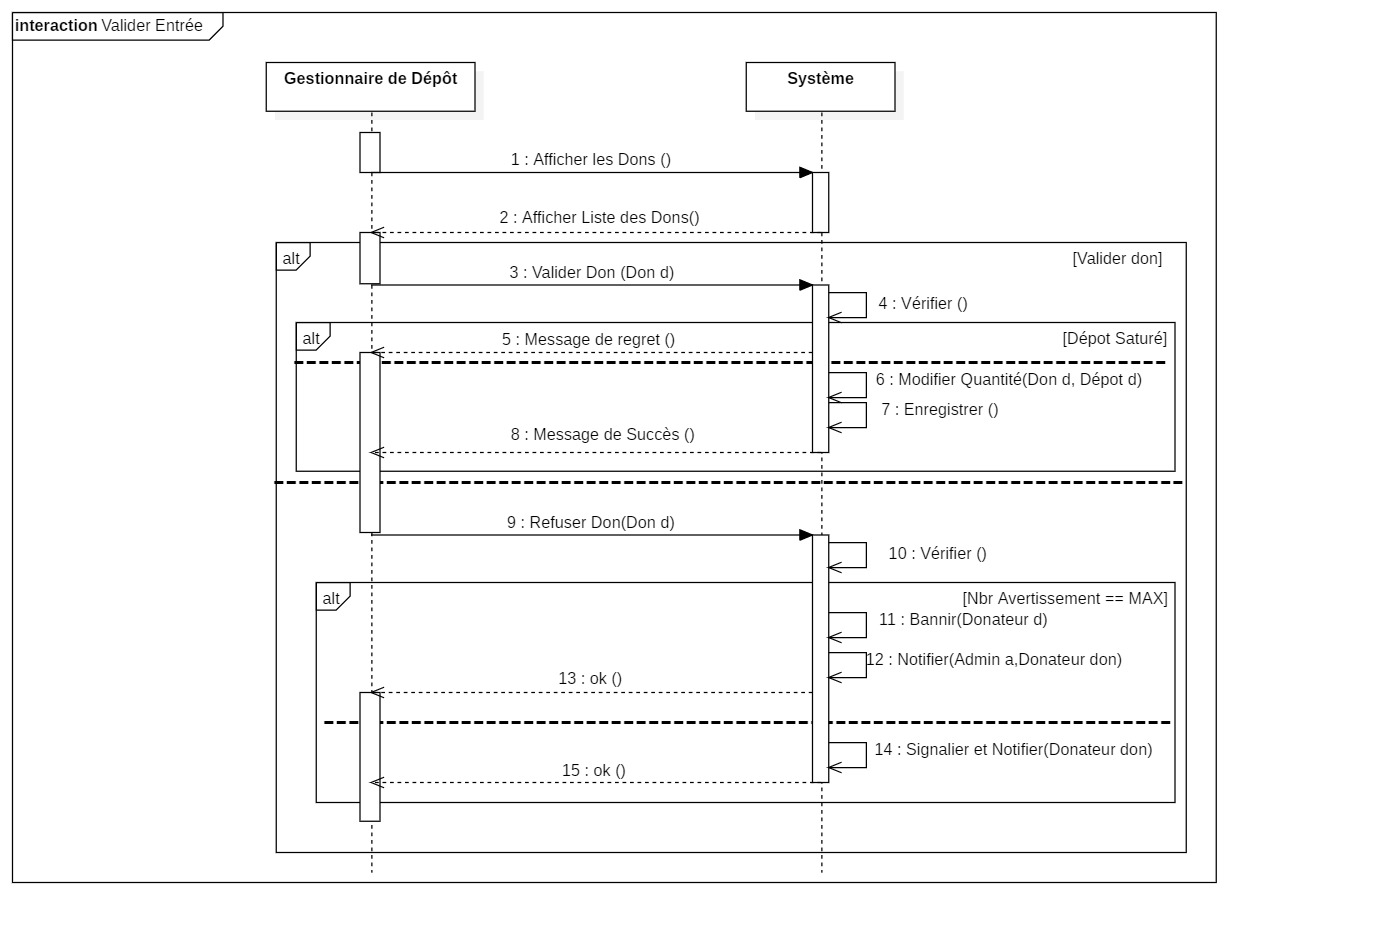 interaction Valider Entrée
Gestionnaire de Dépôt
Système
1 : Afficher les Dons ()
2 : Afficher Liste des Dons()
alt
[Valider don]
3 : Valider Don (Don d)
4 : Vérifier ()
alt
[Dépot Saturé]
5 : Message de regret ()
6 : Modifier Quantité(Don d, Dépot d)
7 : Enregistrer ()
8 : Message de Succès ()
9 : Refuser Don(Don d)
10 : Vérifier ()
alt
[Nbr Avertissement == MAX]
11 : Bannir(Donateur d)
12 : Notifier(Admin a,Donateur don)
13 : ok ()
14 : Signalier et Notifier(Donateur don)
15 : ok ()